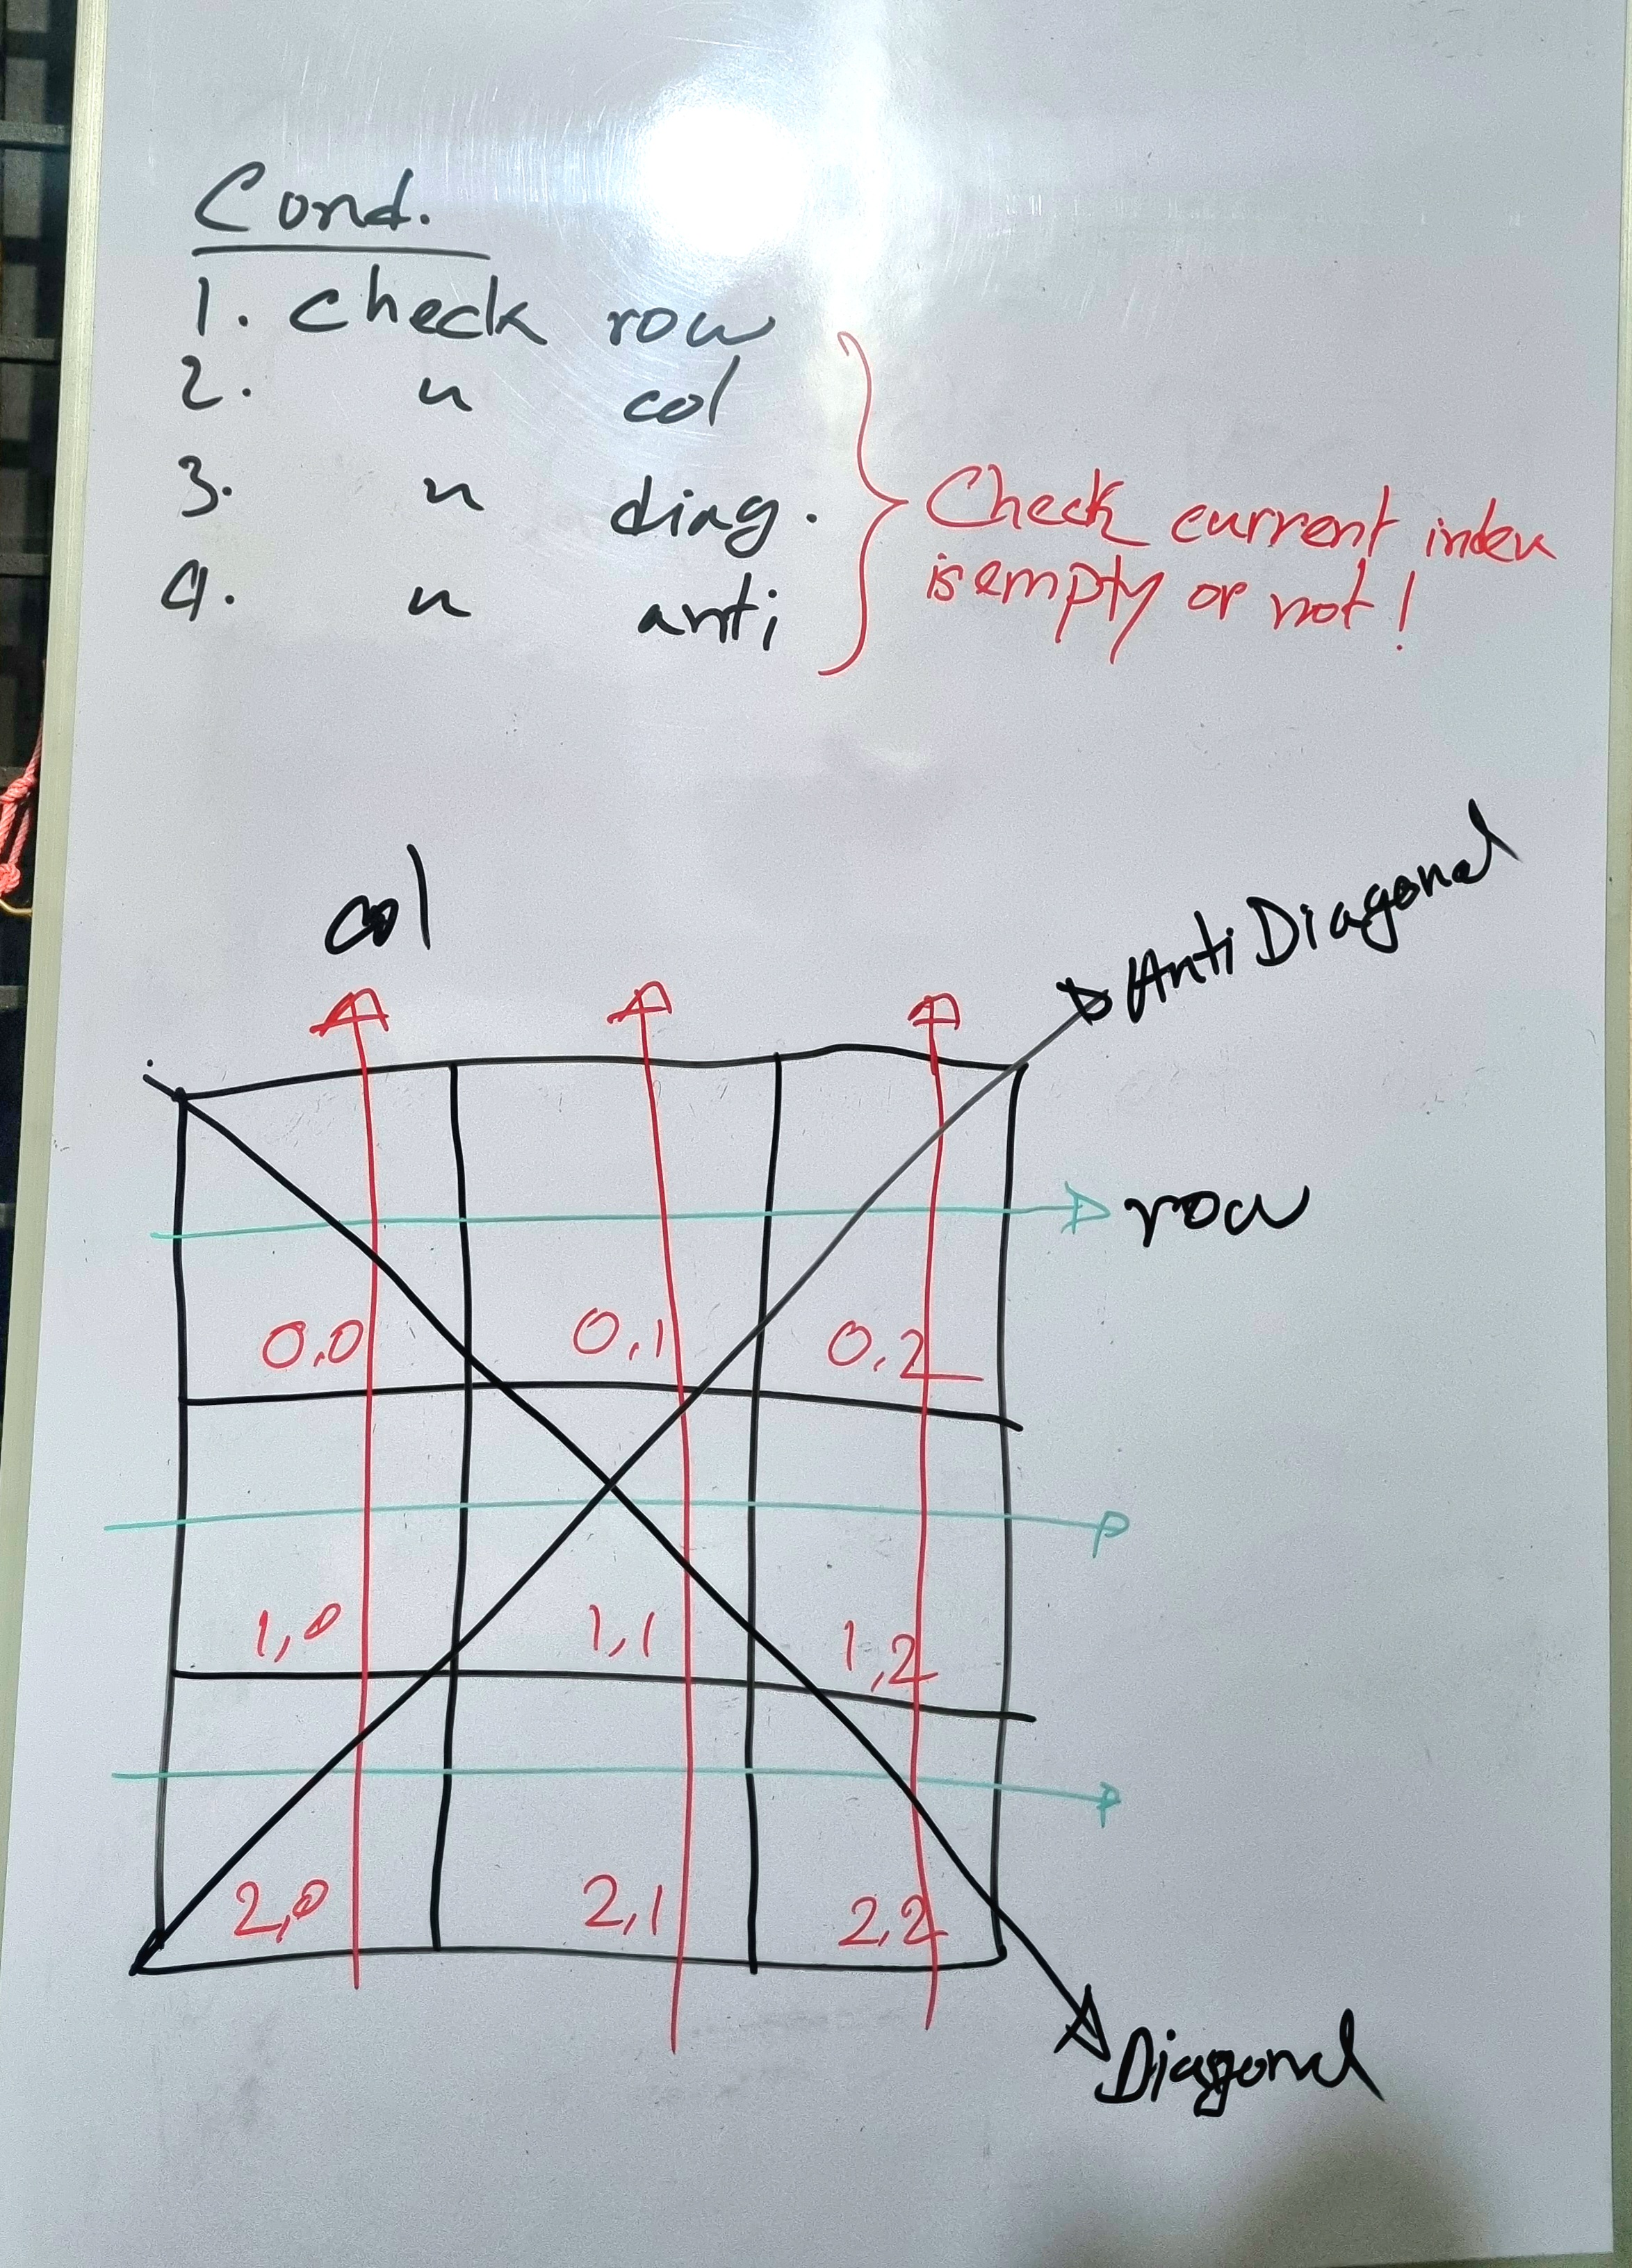 Cond.
1. check row
2. " col
3. " diag.
4. " anti
Check current index
is empty or not!
col
Anti Diagonal
row
0,0 0,1 0,2
1,0 1,1 1,2
2,0 2,1 2,2
Diagonal